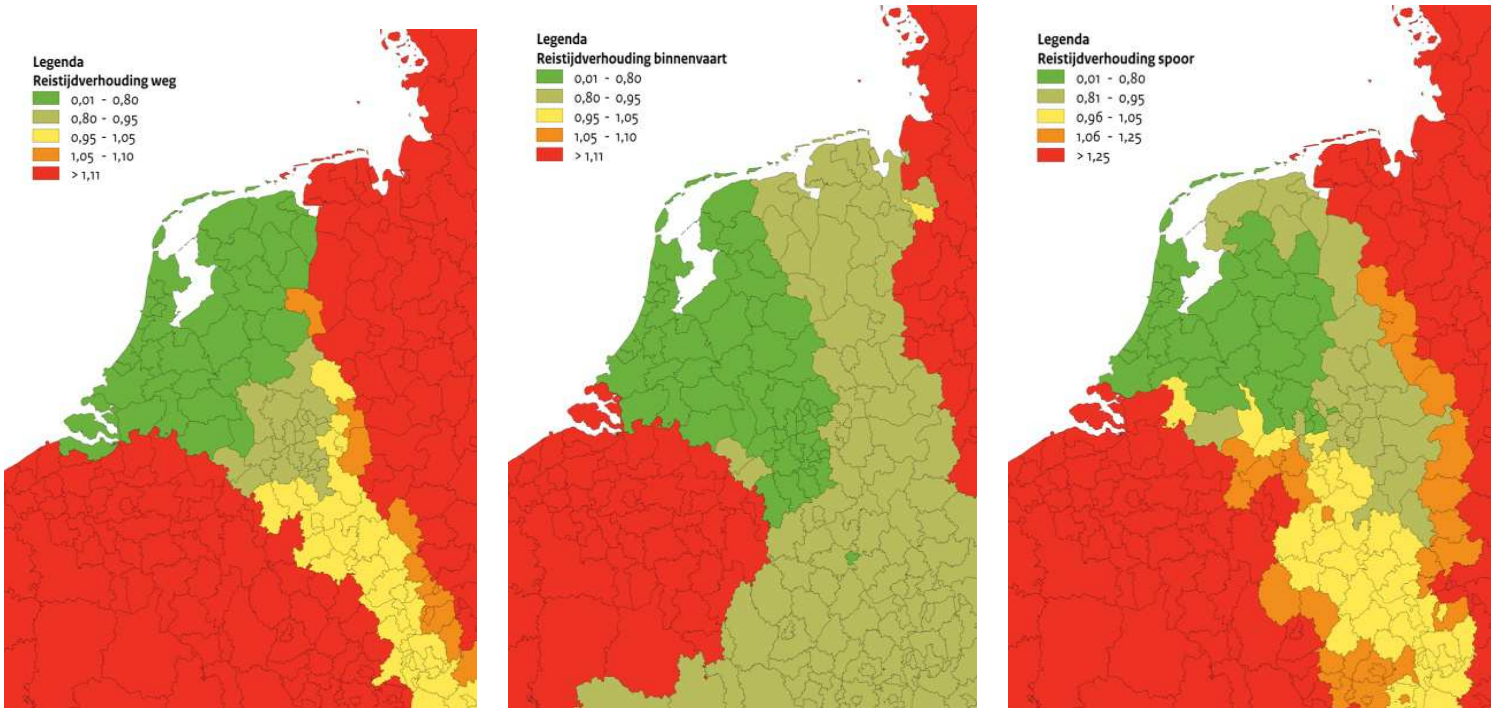 Legenda
Reistijdverhouding weg
0,01 - 0,80
0,80 - 0,95
0,95 - 1,05
1,05 - 1,10
> 1,11
Legenda
Reistijdverhouding binnenvaart
0,01 - 0,80
0,80 - 0,95
0,95 - 1,05
1,05 - 1,10
> 1,11
Legenda
Reistijdverhouding spoor
0,01 - 0,80
0,81 - 0,95
0,96 - 1,05
1,06 - 1,25
> 1,25